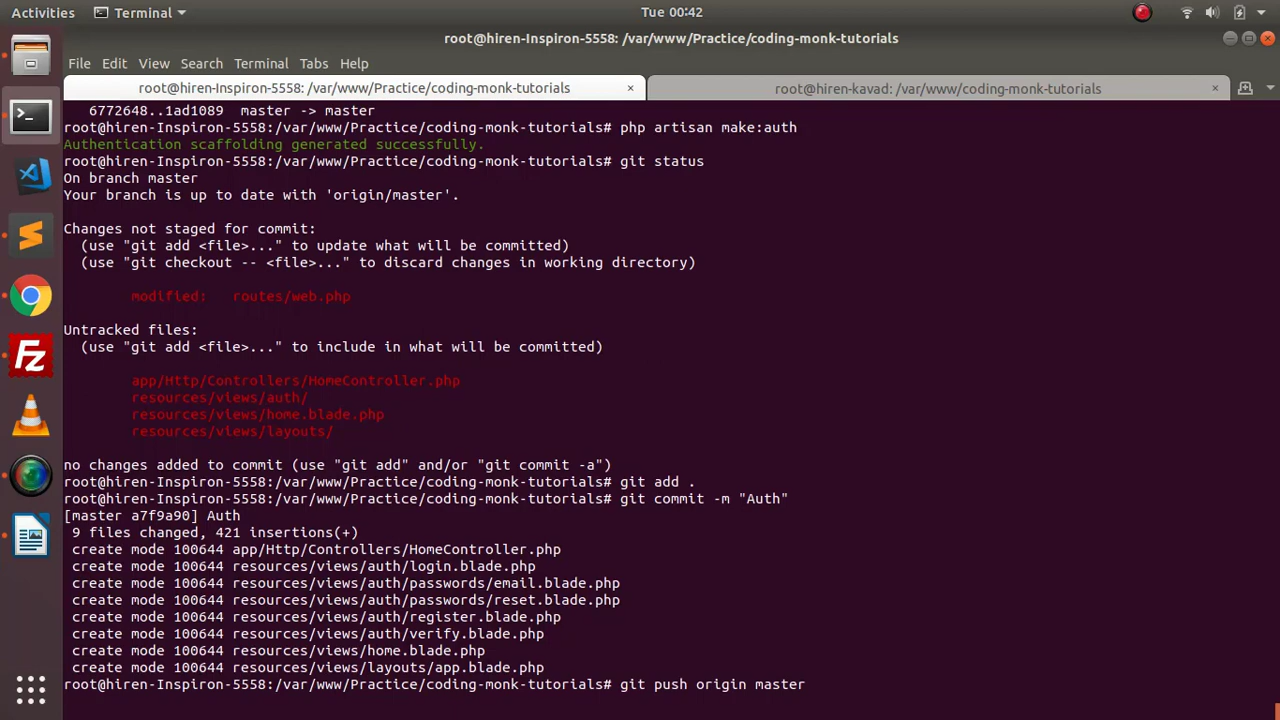 Activities
Terminal
Tue 00:42
root@hiren-Inspiron-5558: /var/www/Practice/coding-monk-tutorials
File Edit View Search Terminal Tabs Help
root@hiren-Inspiron-5558: /var/www/Practice/coding-monk-tutorials
root@hiren-kavad: /var/www/coding-monk-tutorials
6772648..1ad1089  master -> master
root@hiren-Inspiron-5558:/var/www/Practice/coding-monk-tutorials# php artisan make:auth
Authentication scaffolding generated successfully.
root@hiren-Inspiron-5558:/var/www/Practice/coding-monk-tutorials# git status
On branch master
Your branch is up to date with 'origin/master'.
Changes not staged for commit:
  (use "git add <file>..." to update what will be committed)
  (use "git checkout -- <file>..." to discard changes in working directory)
modified:   routes/web.php
Untracked files:
  (use "git add <file>..." to include in what will be committed)
app/Http/Controllers/HomeController.php
resources/views/auth/
resources/views/home.blade.php
resources/views/layouts/
no changes added to commit (use "git add" and/or "git commit -a")
root@hiren-Inspiron-5558:/var/www/Practice/coding-monk-tutorials# git add .
root@hiren-Inspiron-5558:/var/www/Practice/coding-monk-tutorials# git commit -m "Auth"
[master a7f9a90] Auth
 9 files changed, 421 insertions(+)
 create mode 100644 app/Http/Controllers/HomeController.php
 create mode 100644 resources/views/auth/login.blade.php
 create mode 100644 resources/views/auth/passwords/email.blade.php
 create mode 100644 resources/views/auth/passwords/reset.blade.php
 create mode 100644 resources/views/auth/register.blade.php
 create mode 100644 resources/views/auth/verify.blade.php
 create mode 100644 resources/views/home.blade.php
 create mode 100644 resources/views/layouts/app.blade.php
root@hiren-Inspiron-5558:/var/www/Practice/coding-monk-tutorials# git push origin master